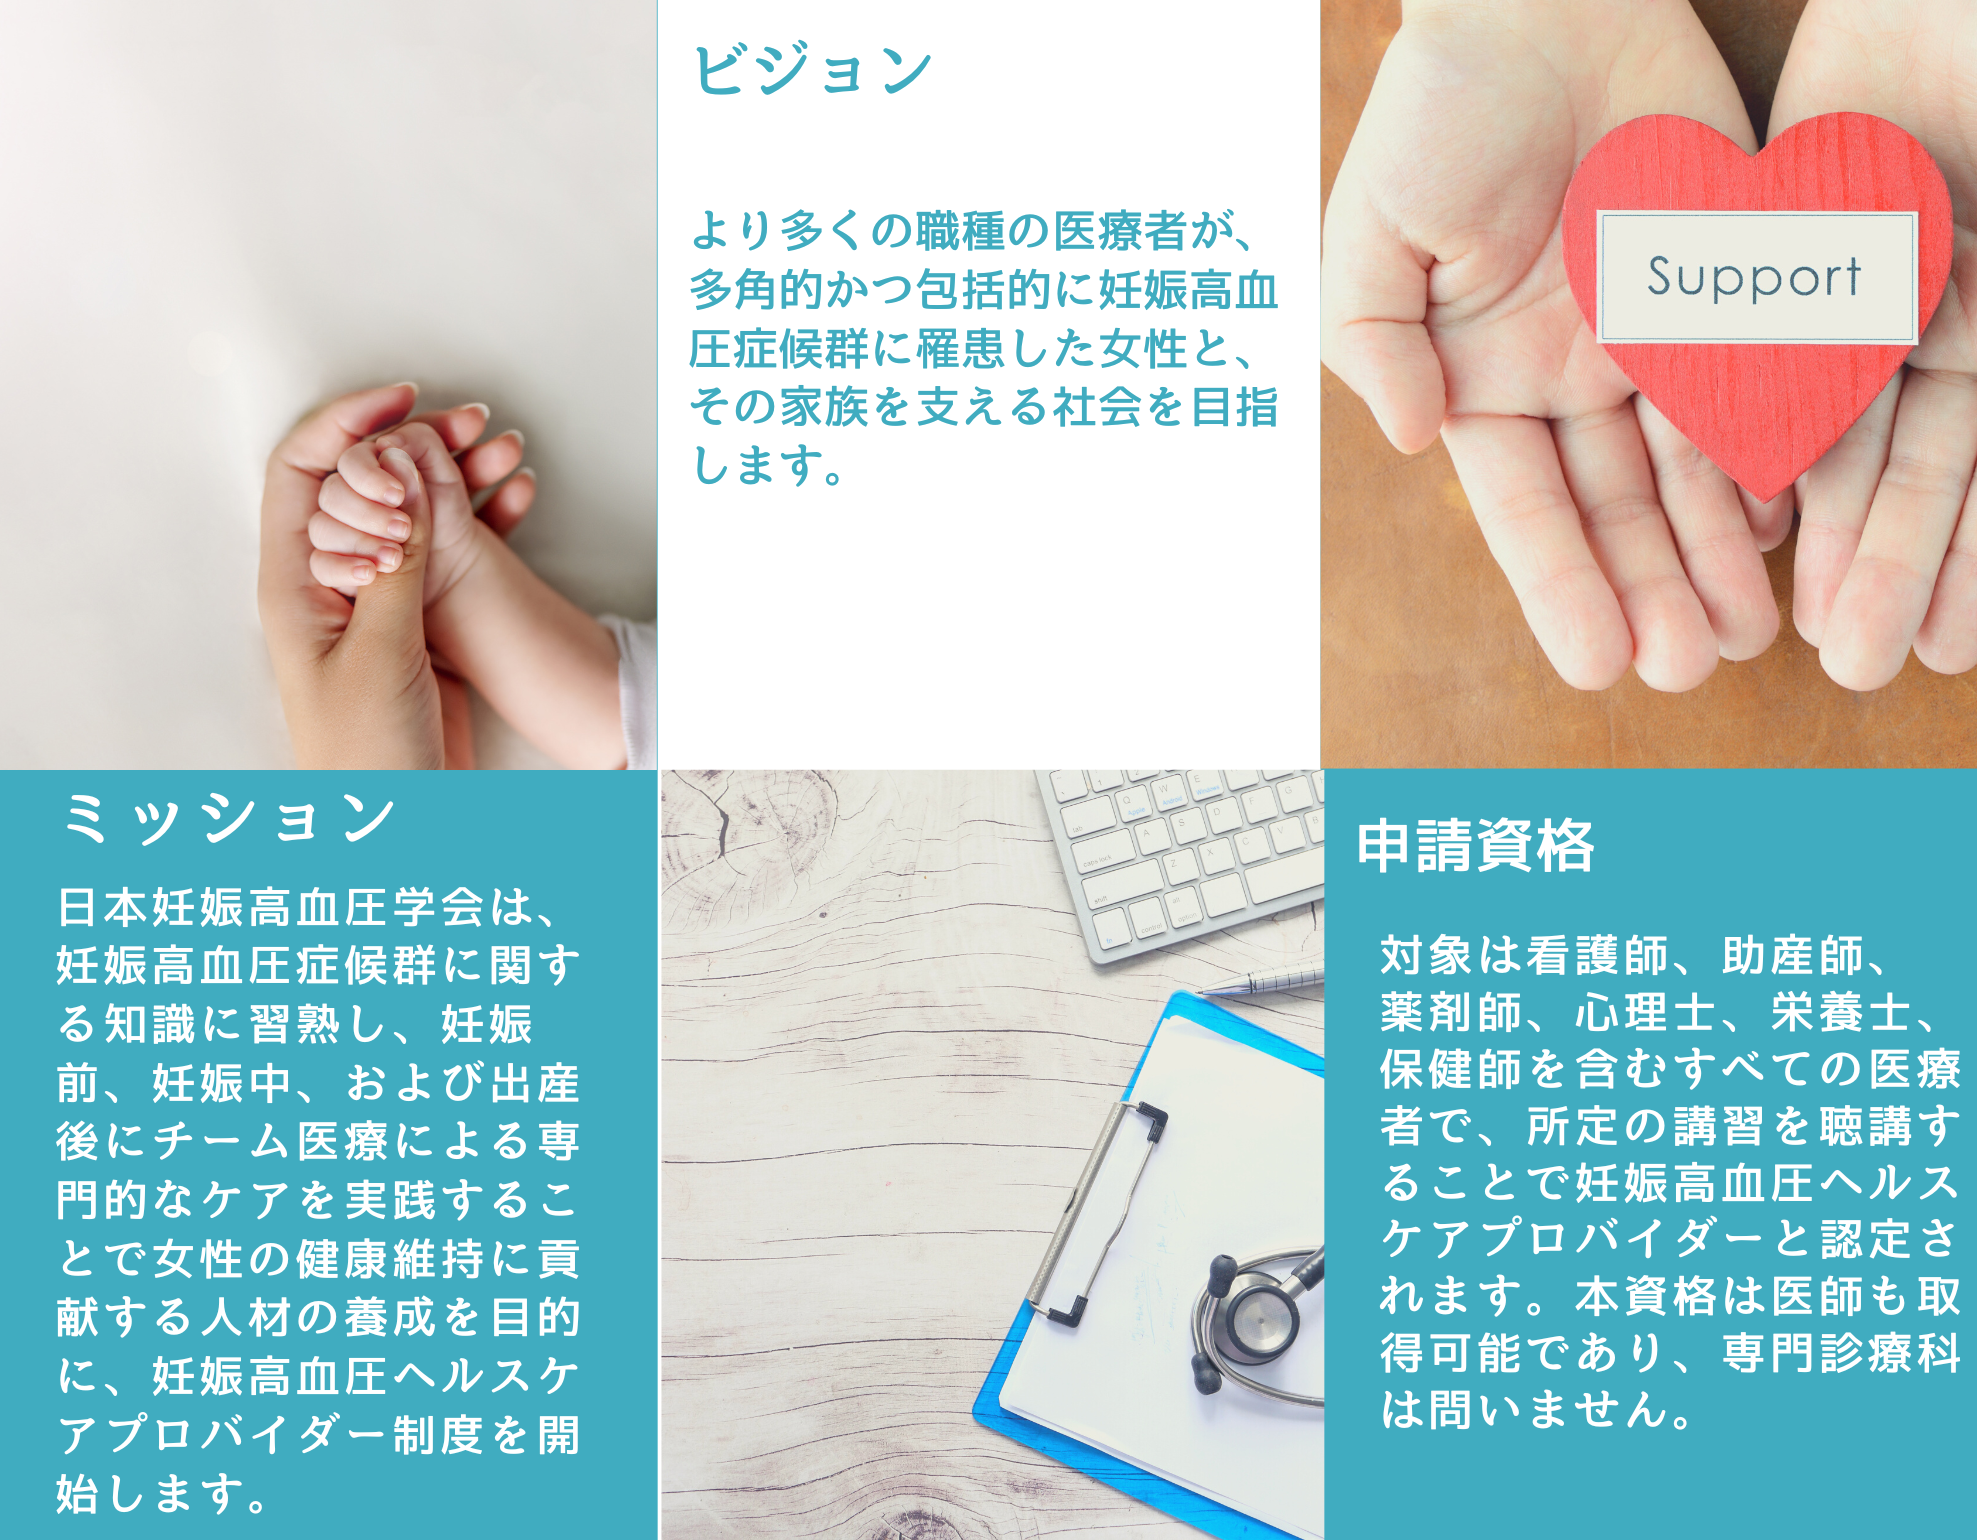 ビジョン
より多くの職種の医療者が、
多角的かつ包括的に妊娠高血
圧症候群に罹患した女性と、
その家族を支える社会を目指
します。
Support
ミッション
日本妊娠高血圧学会は、
妊娠高血圧症候群に関す
る知識に習熟し、妊娠
前、妊娠中、および出産
後にチーム医療による専
門的なケアを実践するこ
とで女性の健康維持に貢
献する人材の養成を目的
に、妊娠高血圧ヘルスケ
アプロバイダー制度を開
始します。
申請資格
対象は看護師、助産師、
薬剤師、心理士、栄養士、
保健師を含むすべての医療
者で、所定の講習を聴講す
ることで妊娠高血圧ヘルス
ケアプロバイダーと認定さ
れます。本資格は医師も取
得可能であり、専門診療科
は問いません。